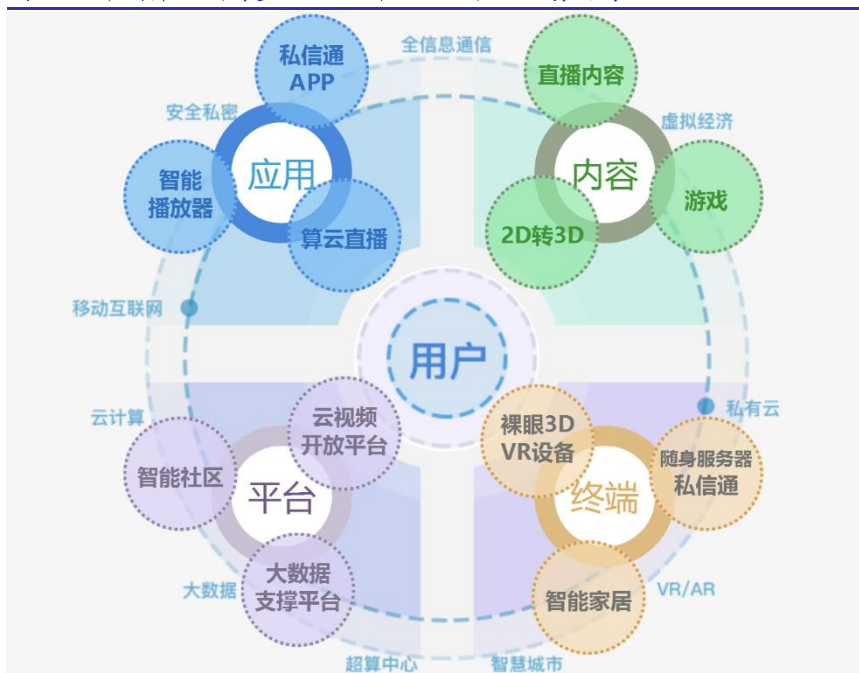 全信息通信
私信通
APP
直播内容
安全私密
虚拟经济
应用
内容
智能
播放器
游戏
算云直播
2D转3D
移动互联网
用户
云计算
私有云
云视频
开放平台
裸眼3D
VR设备
智能社区
随身服务器
私信通
平台
终端
大数据
大数据
支撑平台
智能家居
VR/AR
超算中心
智慧城市